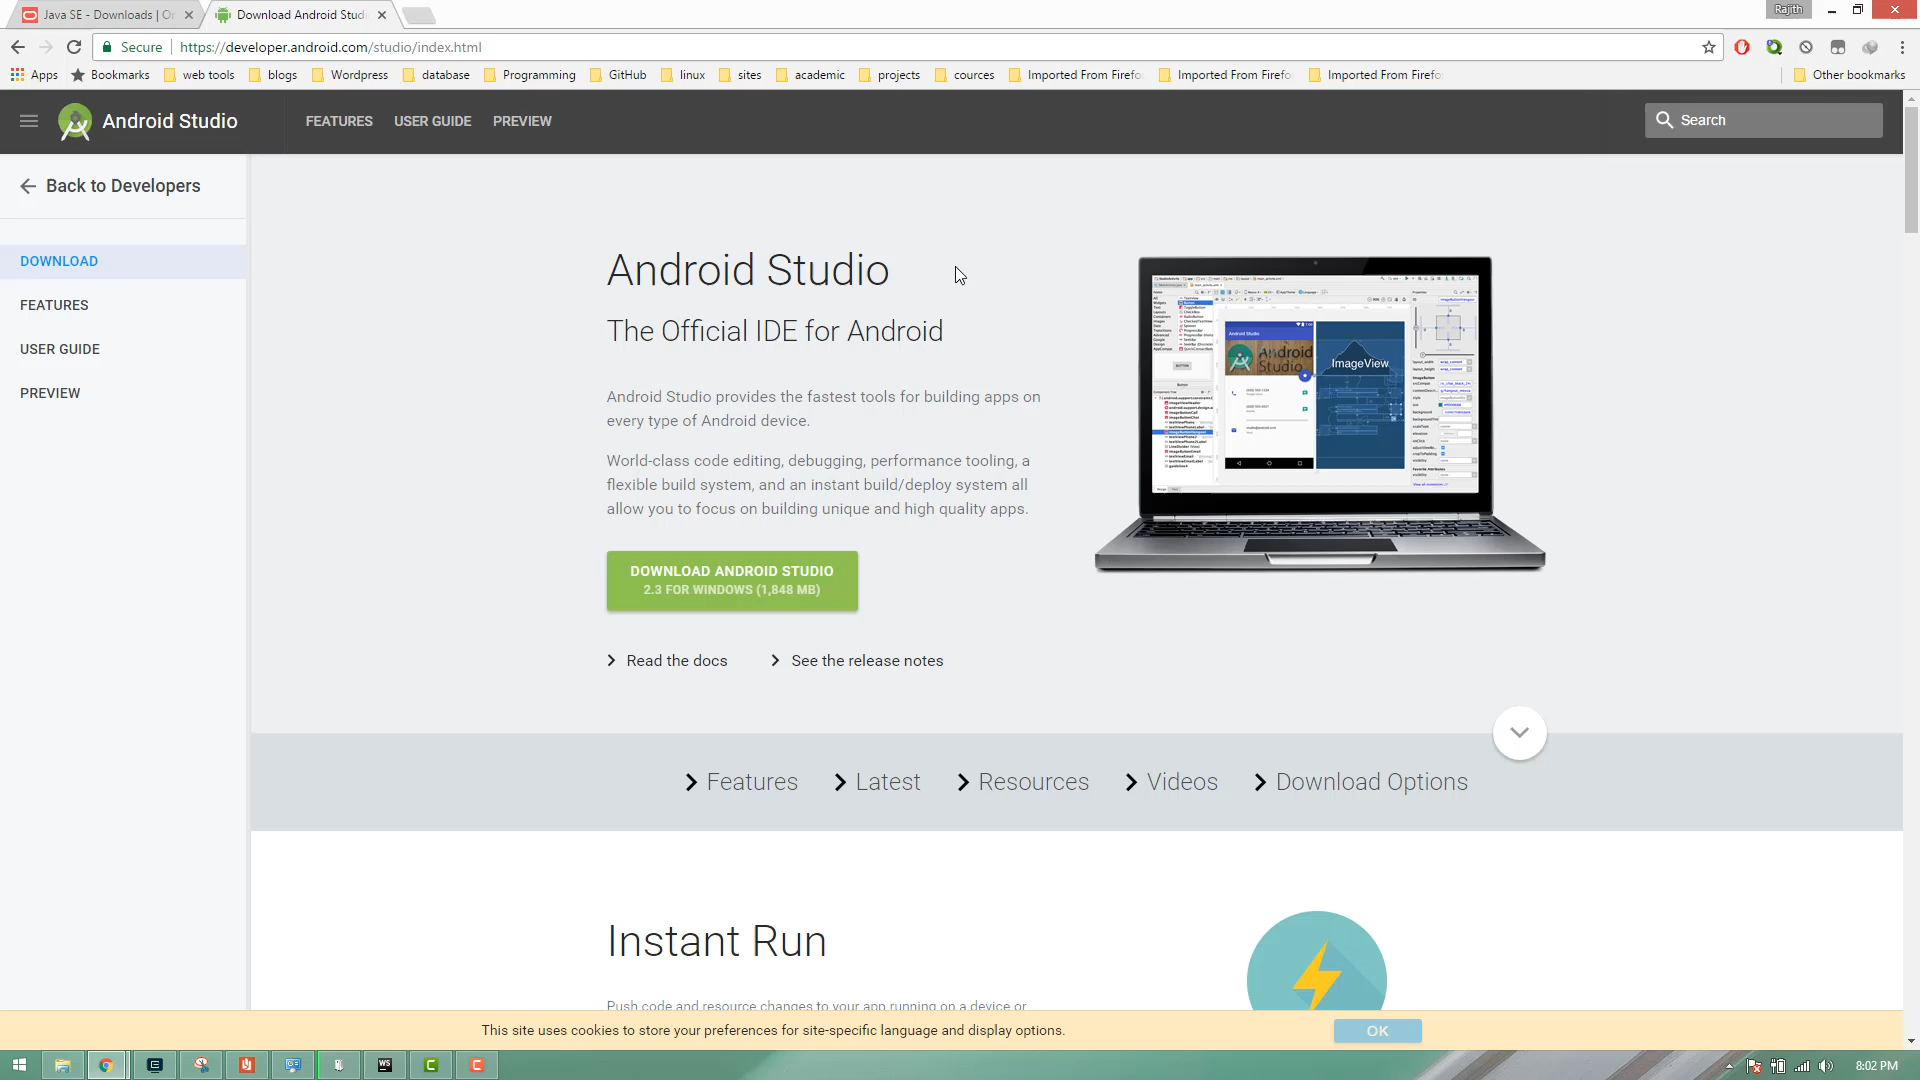 Java SE - Downloads | O
Download Android Studi
Rajith
Secure
https://developer.android.com/studio/index.html
Apps
Bookmarks
web tools
blogs
Wordpress
database
Programming
GitHub
linux
sites
academic
projects
cources
Imported From Firefo
Imported From Firefo
Imported From Firefo
Other bookmarks
Android Studio
FEATURES
USER GUIDE
PREVIEW
Search
Back to Developers
DOWNLOAD
FEATURES
USER GUIDE
PREVIEW
Android Studio
The Official IDE for Android
Android Studio provides the fastest tools for building apps on
every type of Android device.
World-class code editing, debugging, performance tooling, a
flexible build system, and an instant build/deploy system all
allow you to focus on building unique and high quality apps.
DOWNLOAD ANDROID STUDIO
2.3 FOR WINDOWS (1,848 MB)
Read the docs
See the release notes
Android Studio
Android
Studio
ImageView
Features
Latest
Resources
Videos
Download Options
Instant Run
Push code and resource changes to your app running on a device or
This site uses cookies to store your preferences for site-specific language and display options.
OK
WS
8:02 PM